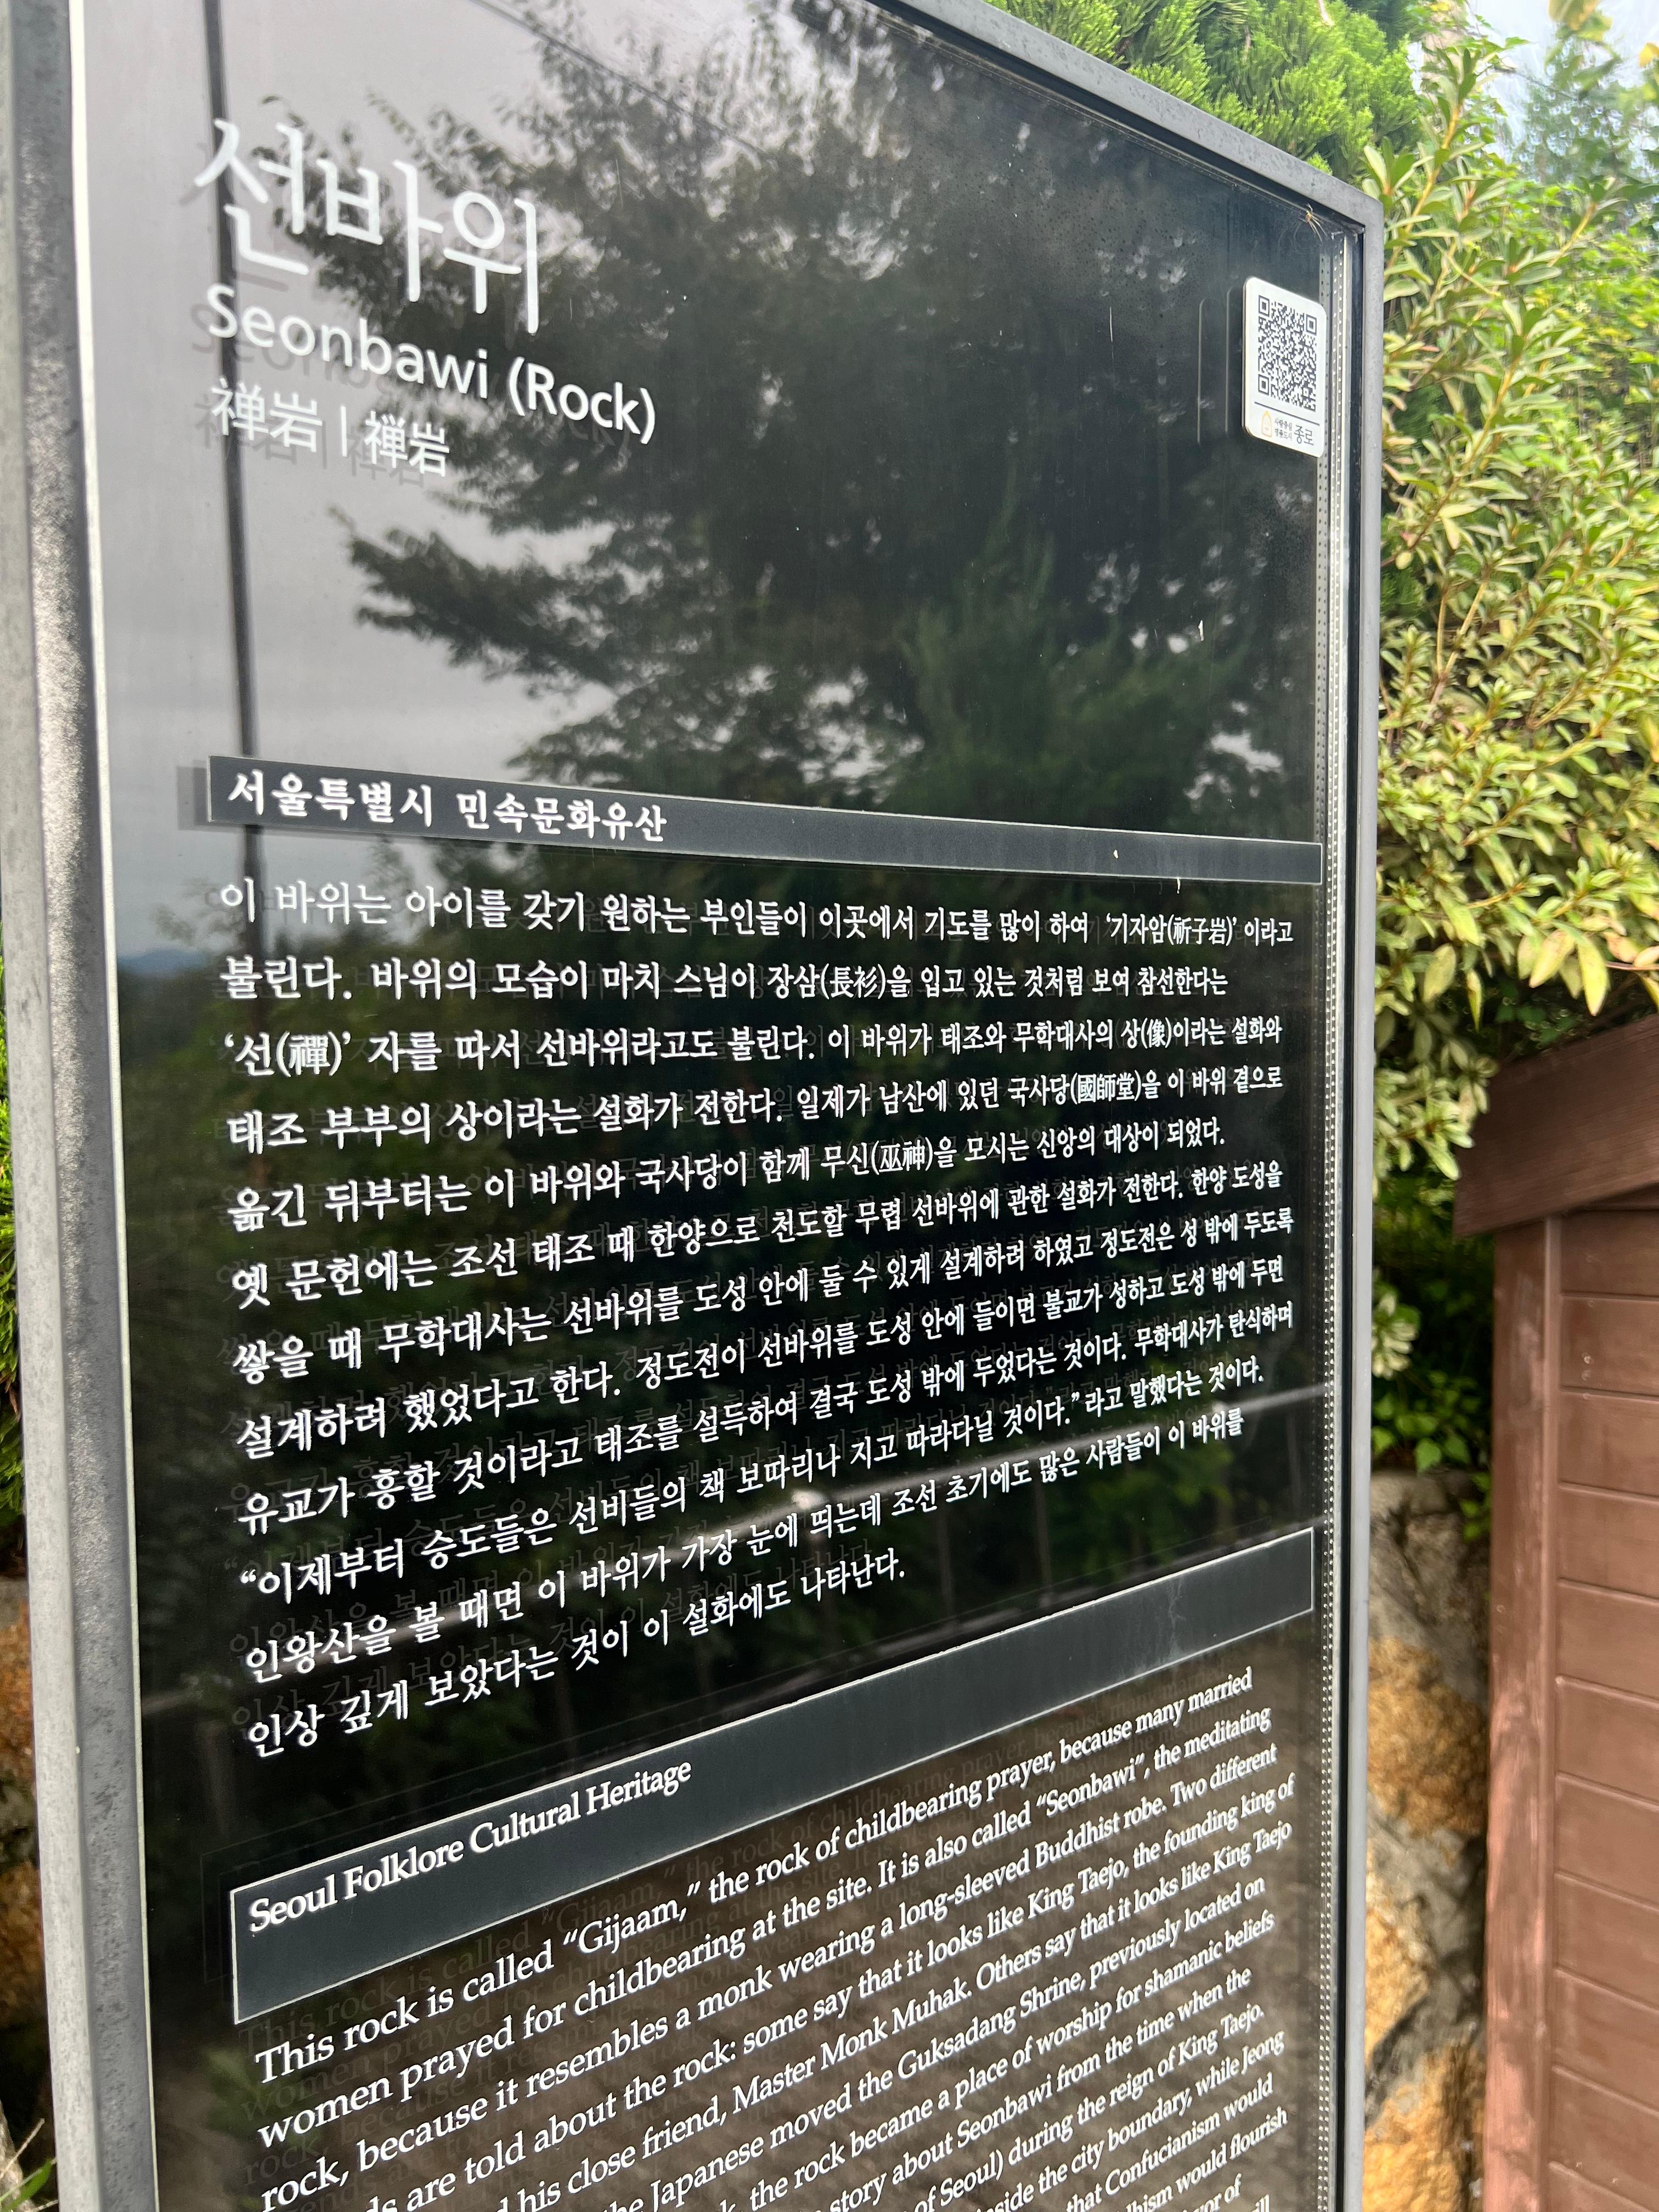 선바위
Seonbawi (Rock)
禅岩 | 禅岩
종로
서울특별시 민속문화유산
이 바위는 아이를 갖기 원하는 부인들이 이곳에서 기도를 많이 하여 ‘기자암(祈子岩)’ 이라고
불린다. 바위의 모습이 마치 스님이 장삼(長衫)을 입고 있는 것처럼 보여 참선한다는
‘선(禪)’ 자를 따서 선바위라고도 불린다. 이 바위가 태조와 무학대사의 상(像)이라는 설화와
태조 부부의 상이라는 설화가 전한다. 일제가 남산에 있던 국사당(國師堂)을 이 바위 곁으로
옮긴 뒤부터는 이 바위와 국사당이 함께 무신(巫神)을 모시는 신앙의 대상이 되었다.
옛 문헌에는 조선 태조 때 한양으로 천도할 무렵 선바위에 관한 설화가 전한다. 한양 도성을
쌓을 때 무학대사는 선바위를 도성 안에 둘 수 있게 설계하려 하였고 정도전은 성 밖에 두도록
설계하려 했었다고 한다. 정도전이 선바위를 도성 안에 들이면 불교가 성하고 도성 밖에 두면
유교가 흥할 것이라고 태조를 설득하여 결국 도성 밖에 두었다는 것이다. 무학대사가 탄식하며
“이제부터 승도들은 선비들의 책 보따리나 지고 따라다닐 것이다.” 라고 말했다는 것이다.
인왕산을 볼 때면 이 바위가 가장 눈에 띄는데 조선 초기에도 많은 사람들이 이 바위를
인상 깊게 보았다는 것이 이 설화에도 나타난다.
Seoul Folklore Cultural Heritage
This rock is called “Gijaam,” the rock of childbearing prayer, because many married
women prayed for childbearing at the site. It is also called “Seonbawi”, the meditating
rock, because it resembles a monk wearing a long-sleeved Buddhist robe. Two different
are told about the rock: some say that it looks like King Taejo, the founding king of
his close friend, Master Monk Muhak. Others say that it looks like King Taejo
the Japanese moved the Guksadang Shrine, previously located on
the rock became a place of worship for shamanic beliefs
story about Seonbawi from the time when the
of Seoul) during the reign of King Taejo.
the city boundary, while Jeong
that Confucianism would
would flourish
of